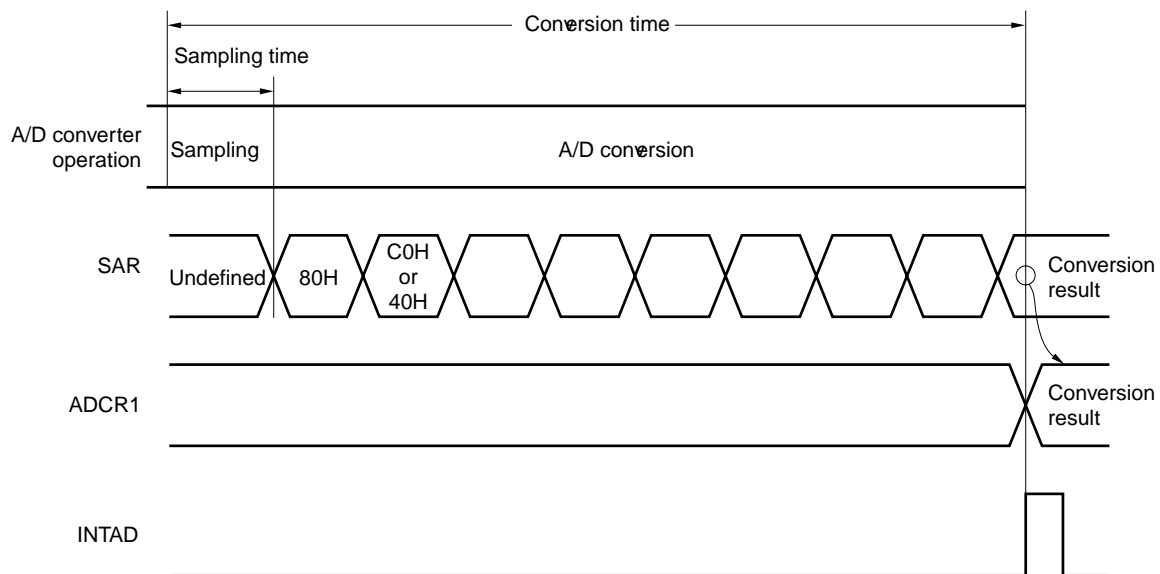 Conversion time
Sampling time
A/D converter
operation
Sampling
A/D conversion
SAR
Undefined
80H
C0H
or
40H
Conversion
result
ADCR1
Conversion
result
INTAD